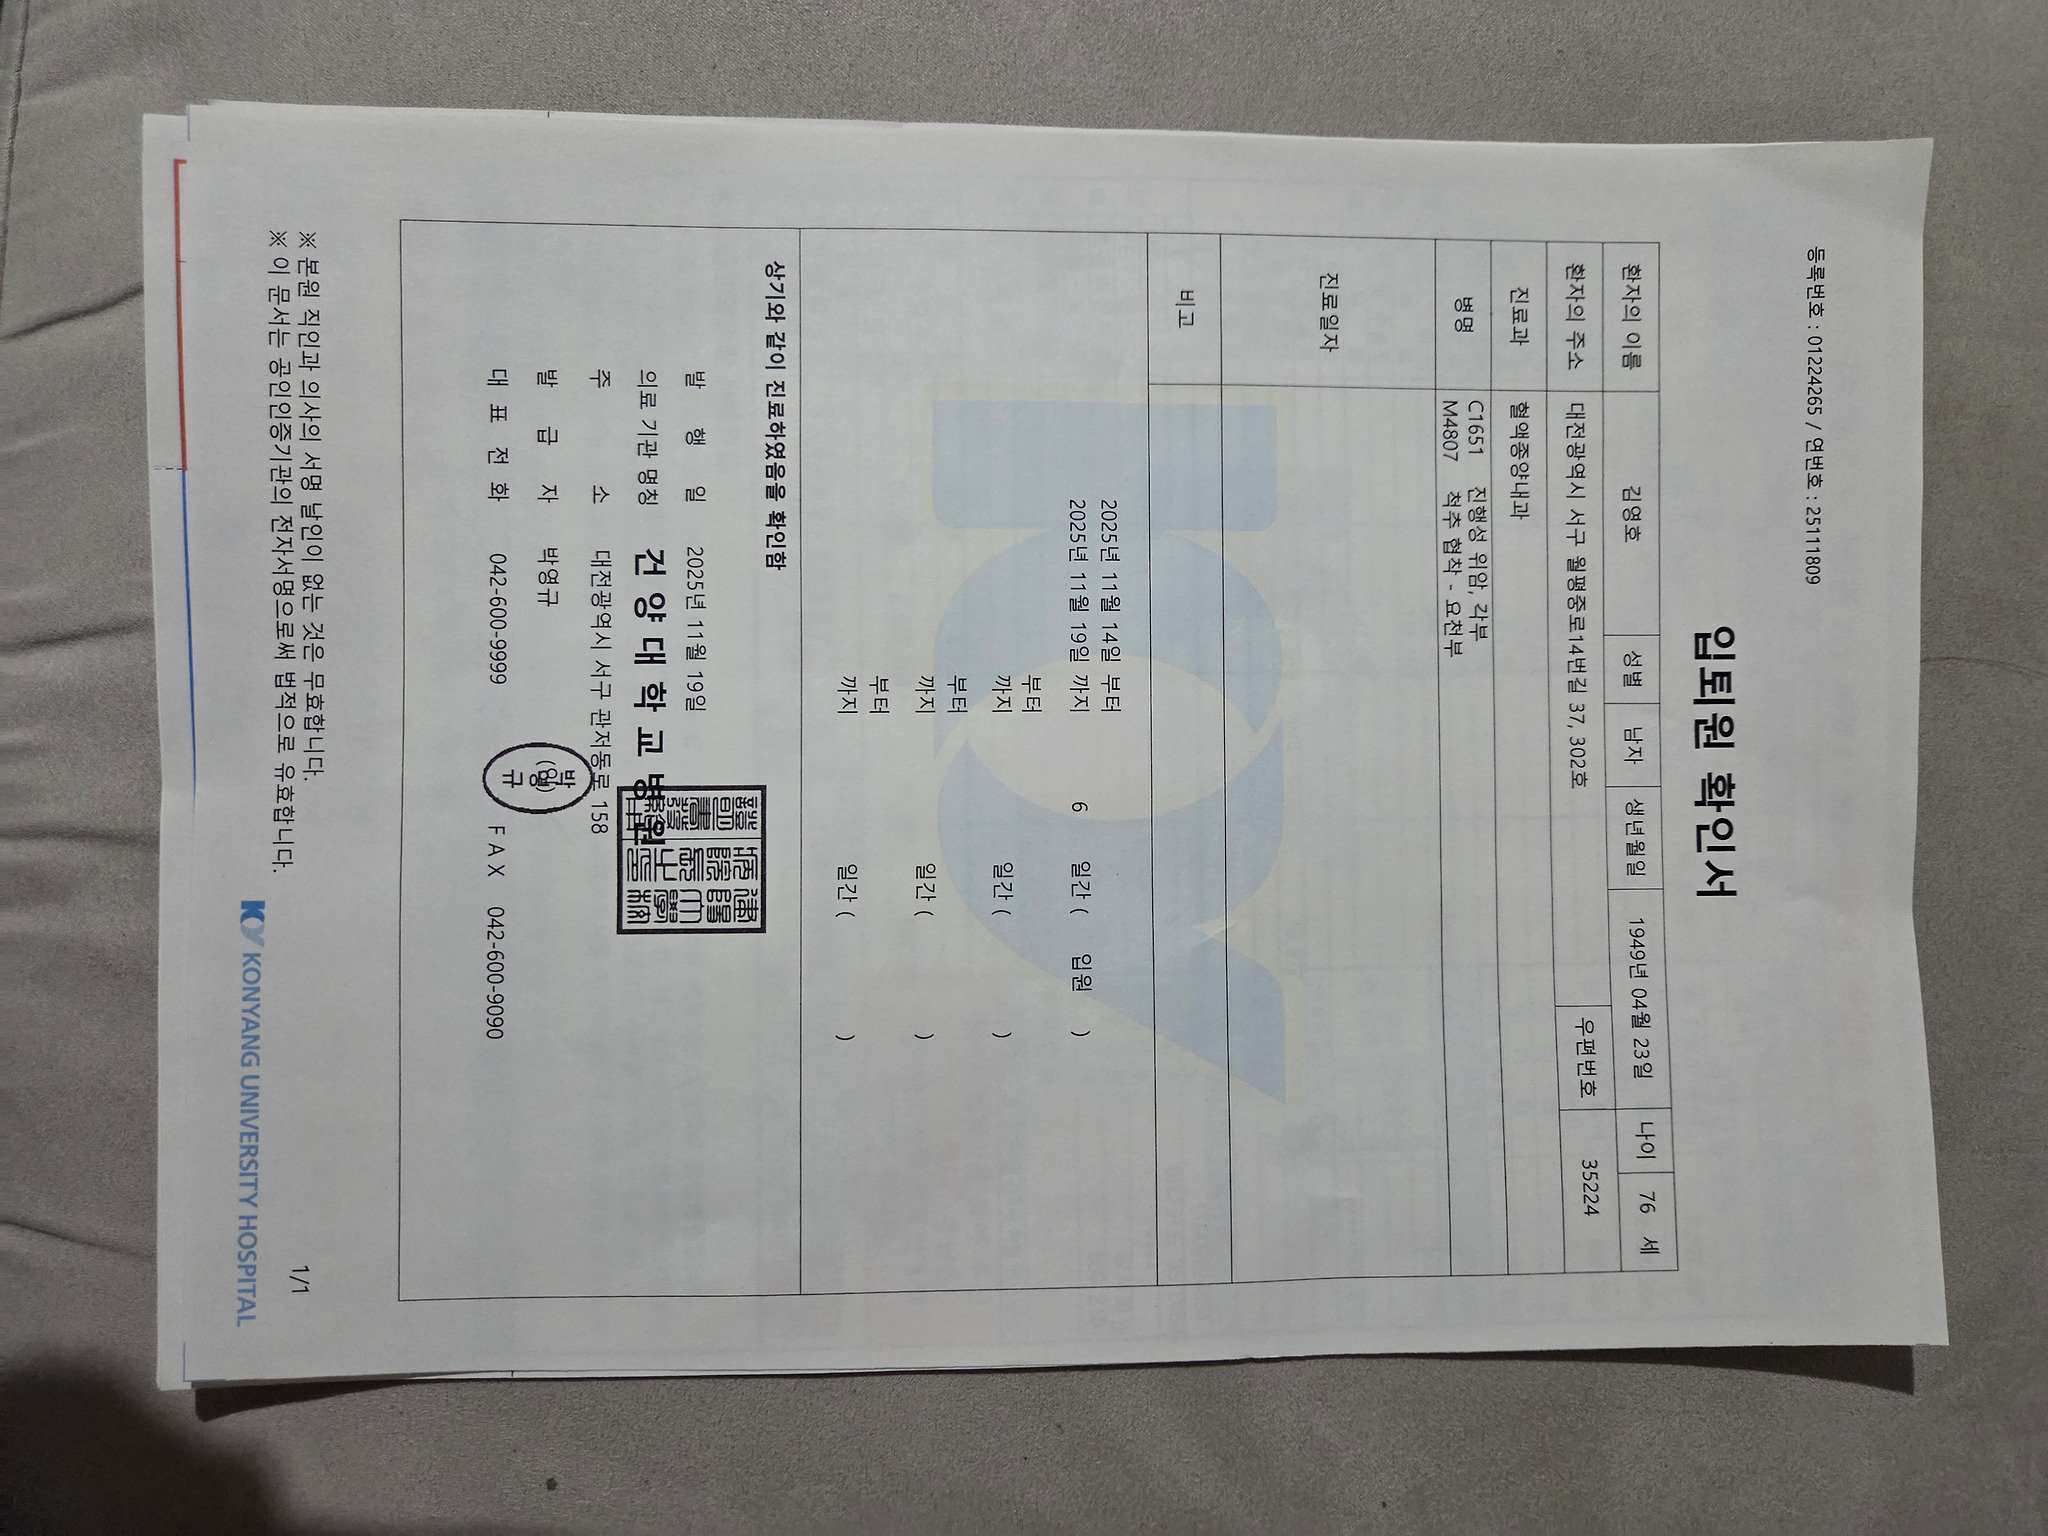 등록번호 : 01224265 / 연번호 : 25111809
입퇴원 확인서
환자의 이름 김영호 성별 남자 생년월일 1949년 04월 23일 나이 76 세
환자의 주소 대전광역시 서구 월평중로14번길 37, 302호 우편번호 35224
진료과 혈액종양내과
병명 C1651 진행성 위암, 각부
M4807 척추 협착 - 요천부
진료일자
비고
2025년 11월 14일 부터
2025년 11월 19일 까지 6 일간 ( 입원 )
부터
까지 일간 ( )
부터
까지 일간 ( )
부터
까지 일간 ( )
상기와 같이 진료하였음을 확인함
발 행 일 2025년 11월 19일
의료 기관 명칭 건 양 대 학 교 병 원
주 소 대전광역시 서구 관저동로 158
발 급 자 박영규 (인)
박영규
대 표 전 화 042-600-9999 F A X 042-600-9090
※ 본원 직인과 의사의 서명 날인이 없는 것은 무효합니다.
※ 이 문서는 공인인증기관의 전자서명으로써 법적으로 유효합니다.
1/1
KY KONYANG UNIVERSITY HOSPITAL